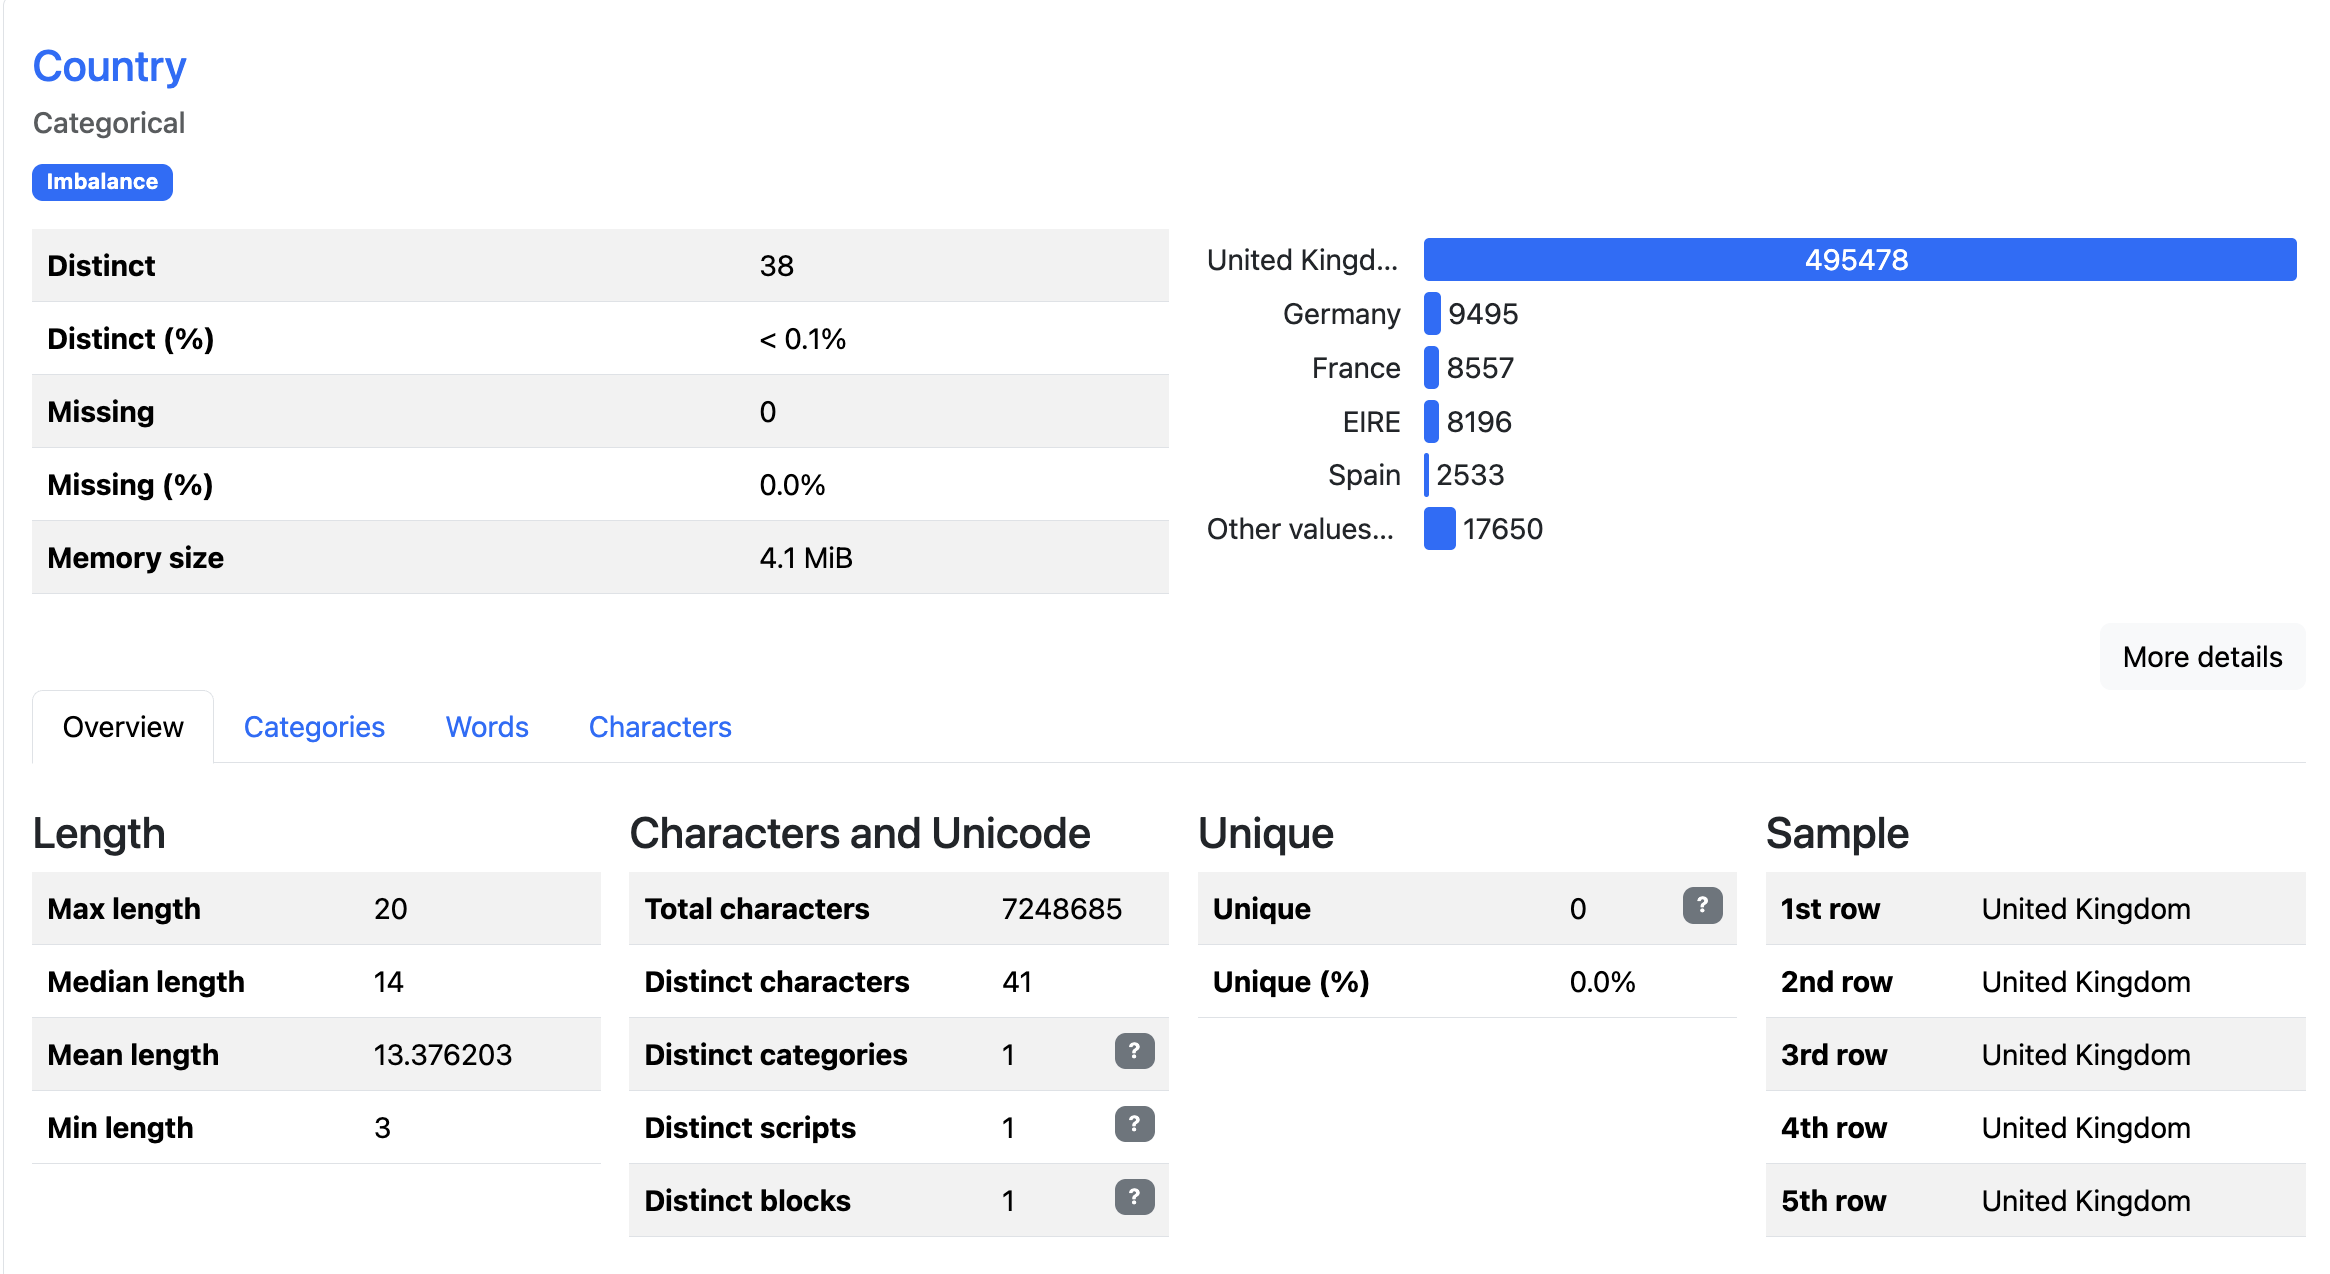 Country
Categorical
Imbalance
Distinct 38
Distinct (%) < 0.1%
Missing 0
Missing (%) 0.0%
Memory size 4.1 MiB
United Kingd... 495478
Germany 9495
France 8557
EIRE 8196
Spain 2533
Other values... 17650
More details
Overview Categories Words Characters
Length
Max length 20
Median length 14
Mean length 13.376203
Min length 3
Characters and Unicode
Total characters 7248685
Distinct characters 41
Distinct categories 1 ?
Distinct scripts 1 ?
Distinct blocks 1 ?
Unique
Unique 0 ?
Unique (%) 0.0%
Sample
1st row United Kingdom
2nd row United Kingdom
3rd row United Kingdom
4th row United Kingdom
5th row United Kingdom